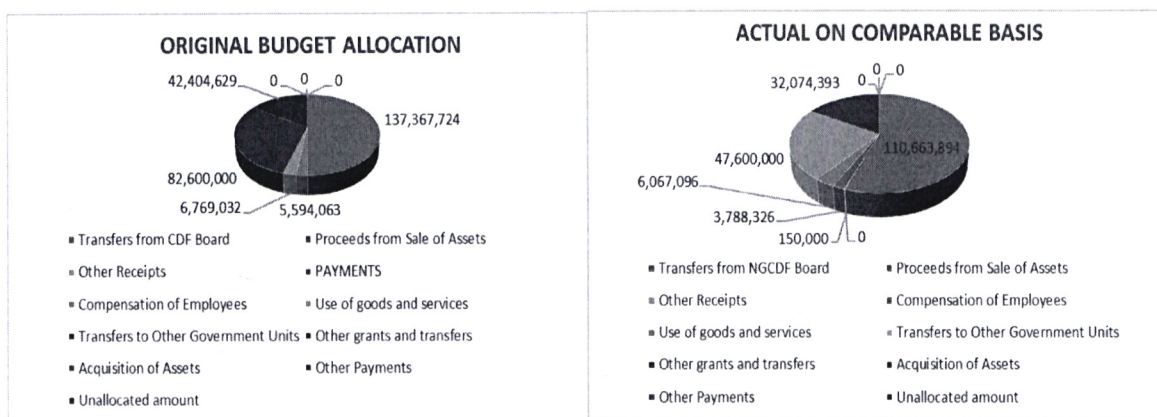 ORIGINAL BUDGET ALLOCATION
42,404,629 0 0 0
137,367,724
82,600,000
6,769,032 5,594,063
▪ Transfers from CDF Board ▪ Proceeds from Sale of Assets
▪ Other Receipts ▪ PAYMENTS
▪ Compensation of Employees ▪ Use of goods and services
▪ Transfers to Other Government Units ▪ Other grants and transfers
▪ Acquisition of Assets ▪ Other Payments
▪ Unallocated amount
ACTUAL ON COMPARABLE BASIS
0
32,074,393 0 0
110,663,894
47,600,000
6,067,096
3,788,326
150,000 0
▪ Transfers from NGCDF Board ▪ Proceeds from Sale of Assets
▪ Other Receipts ▪ Compensation of Employees
▪ Use of goods and services ▪ Transfers to Other Government Units
▪ Other grants and transfers ▪ Acquisition of Assets
▪ Other Payments ▪ Unallocated amount